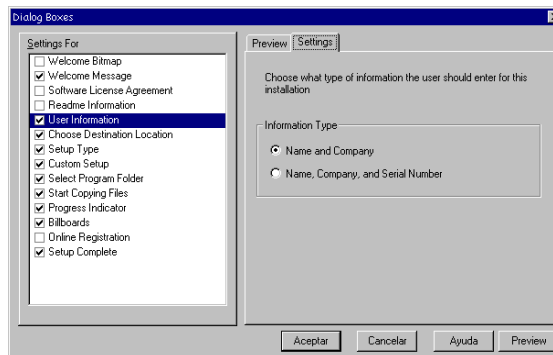 Dialog Boxes
Settings For
Welcome Bitmap
Welcome Message
Software License Agreement
Readme Information
User Information
Choose Destination Location
Setup Type
Custom Setup
Select Program Folder
Start Copying Files
Progress Indicator
Billboards
Online Registration
Setup Complete
Preview Settings
Choose what type of information the user should enter for this
installation
Information Type
Name and Company
Name, Company, and Serial Number
Aceptar Cancelar Ayuda Preview